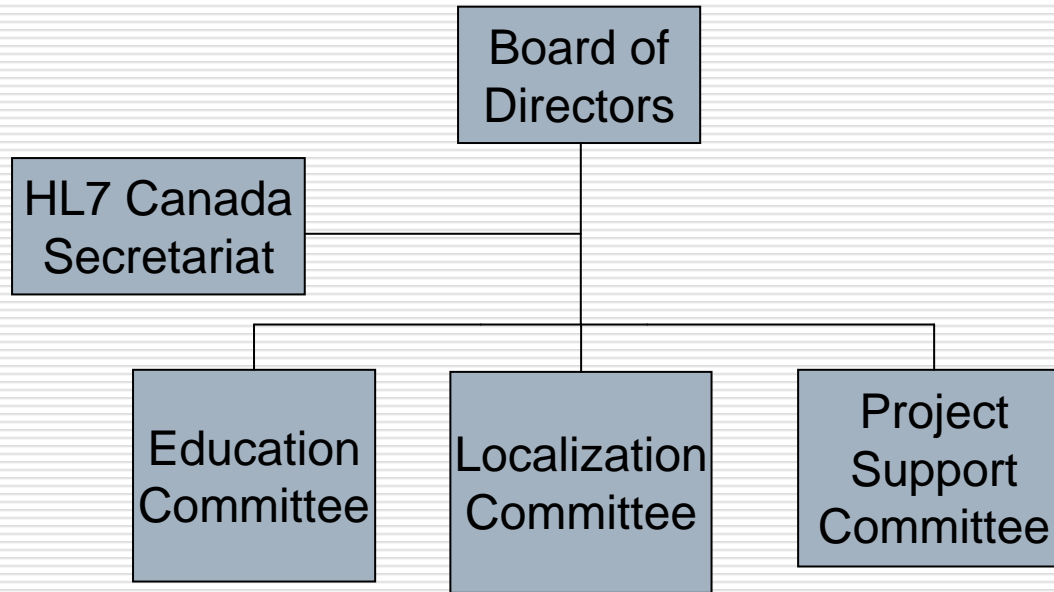 Board of
Directors
HL7 Canada
Secretariat
Education
Committee
Localization
Committee
Project
Support
Committee